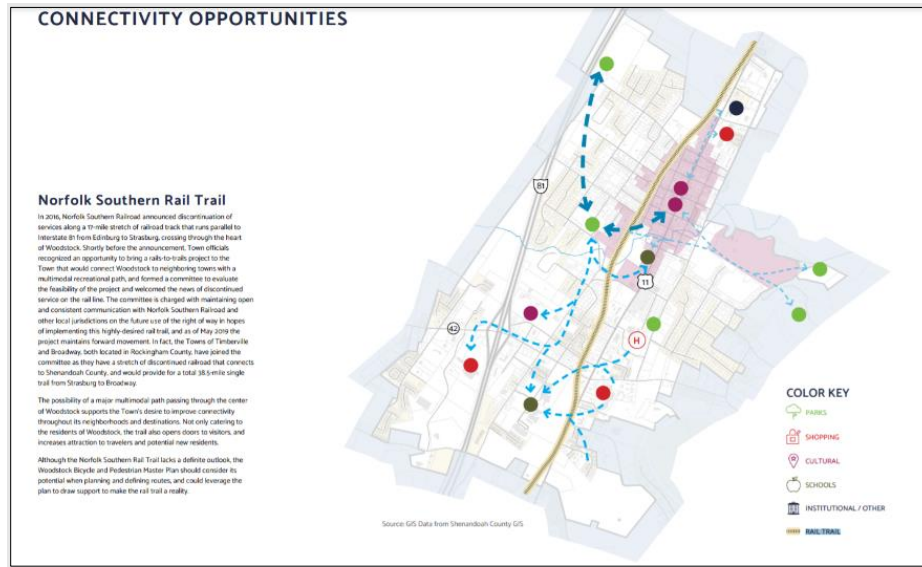 CONNECTIVITY OPPORTUNITIES
Norfolk Southern Rail Trail
In 2016, Norfolk Southern Railroad announced discontinuation of
services along a 17-mile stretch of railroad track that runs parallel to
Interstate 81 from Edinburg to Strasburg, crossing through the heart
of Woodstock. Shortly before the announcement, Town officials
recognized an opportunity to bring a rails-to-trails project to the
Town that would connect Woodstock to neighboring towns with a
multimodal recreational path, and formed a committee to evaluate
the feasibility of the project and welcomed the news of discontinued
service on the rail line. The committee is charged with maintaining open
and consistent communication with Norfolk Southern Railroad and
other local jurisdictions on the future use of the right of way in hopes
of implementing this highly-desired rail trail, and as of May 2019 the
project maintains forward movement. In fact, the Towns of Timberville
and Broadway, both located in Rockingham County, have joined the
committee as they have a stretch of discontinued railroad that connects
to Shenandoah County, and would provide for a total 38.5-mile single
trail from Strasburg to Broadway.
The possibility of a major multimodal path passing through the center
of Woodstock supports the Town's desire to improve connectivity
throughout its neighborhoods and destinations. Not only catering to
the residents of Woodstock, the trail also opens doors to visitors, and
increases attraction to travelers and potential new residents.
Although the Norfolk Southern Rail Trail lacks a definite outlook, the
Woodstock Bicycle and Pedestrian Master Plan should consider its
potential when planning and defining routes, and could leverage the
plan to draw support to make the rail trail a reality.
81
11
42
H
Source: GIS Data from Shenandoah County GIS
COLOR KEY
PARKS
SHOPPING
CULTURAL
SCHOOLS
INSTITUTIONAL / OTHER
RAIL TRAIL